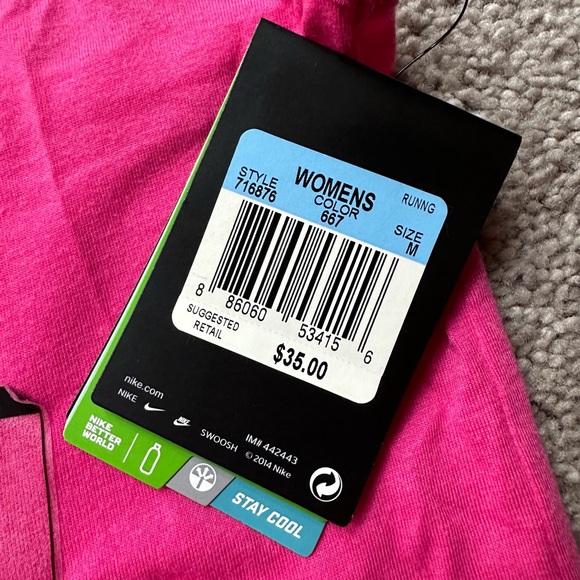 WOMENS
RUNNG
STYLE
716876
COLOR
667
SIZE
M
8 86060 53415 6
SUGGESTED
RETAIL
$35.00
nike.com
NIKE
SWOOSH
IM# 442443
©2014 Nike
NIKE
BETTER
WORLD
STAY COOL